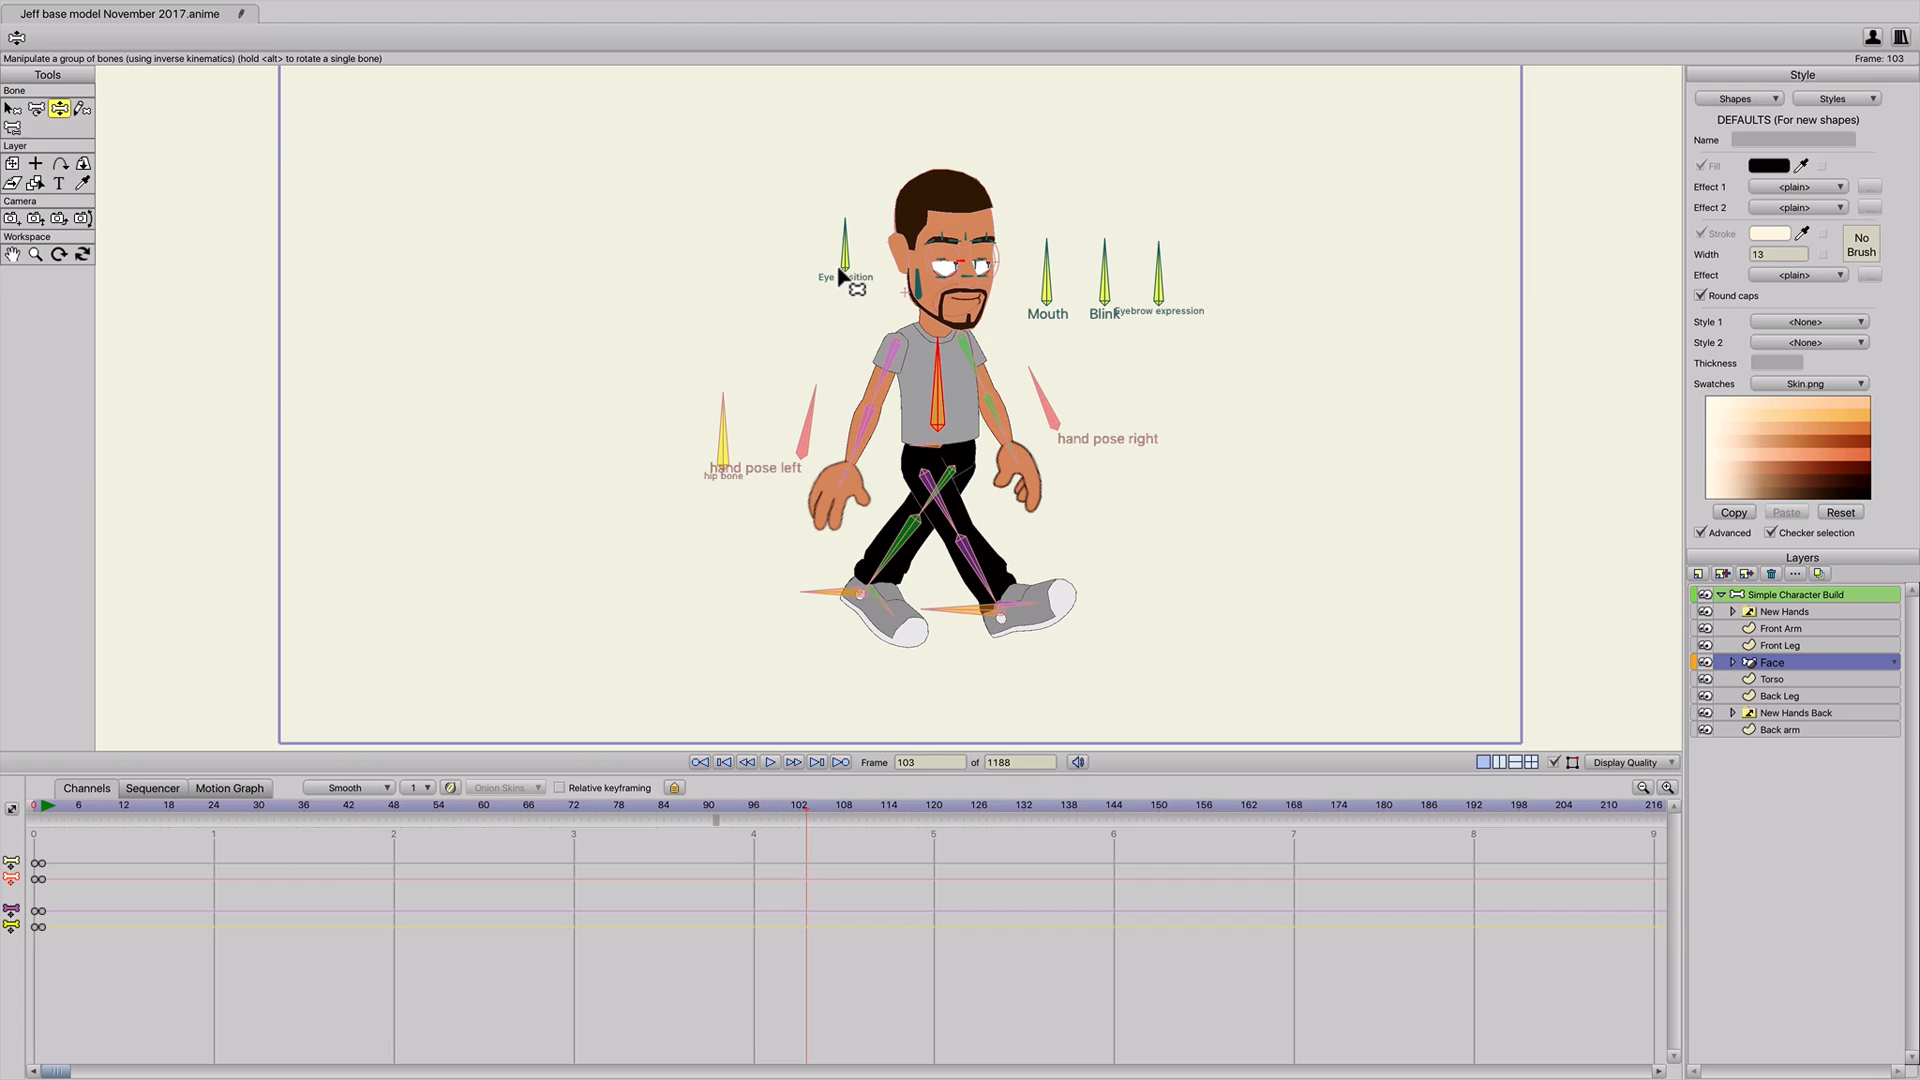 Jeff base model November 2017.anime
Manipulate a group of bones (using inverse kinematics) (hold <alt> to rotate a single bone)
Frame: 103
Tools
Bone
Layer
T
Camera
Workspace
Eye
sition
Mouth
Blink
Eyebrow expression
hand pose left
hip bone
hand pose right
Style
Shapes
Styles
DEFAULTS (For new shapes)
Name
Fill
Effect 1
<plain>
...
Effect 2
<plain>
...
Stroke
No
Brush
Width
13
Effect
<plain>
...
Round caps
Style 1
<None>
Style 2
<None>
Thickness
Swatches
Skin.png
Copy
Paste
Reset
Advanced
Checker selection
Layers
Simple Character Build
New Hands
Front Arm
Front Leg
Face
Torso
Back Leg
New Hands Back
Back arm
Frame
103
of
1188
Display Quality
Channels
Sequencer
Motion Graph
Smooth
1
Onion Skins
Relative keyframing
0 6 12 18 24 30 36 42 48 54 60 66 72 78 84 90 96 102 108 114 120 126 132 138 144 150 156 162 168 174 180 186 192 198 204 210 216
0 1 2 3 4 5 6 7 8 9